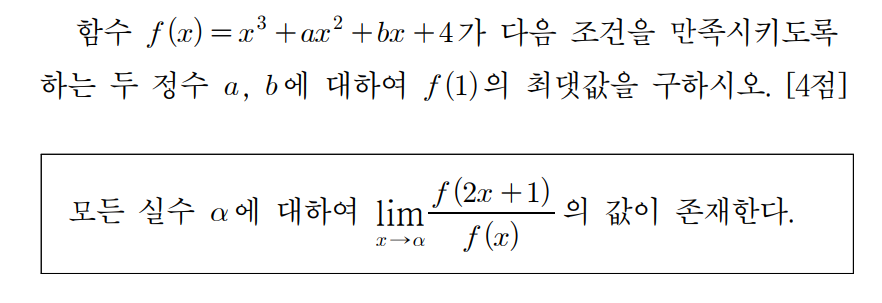 함수 f(x)=x³+ax²+bx+4가 다음 조건을 만족시키도록
하는 두 정수 a, b에 대하여 f(1)의 최댓값을 구하시오. [4점]
모든 실수 α에 대하여 lim_{x→α} f(2x+1)/f(x) 의 값이 존재한다.